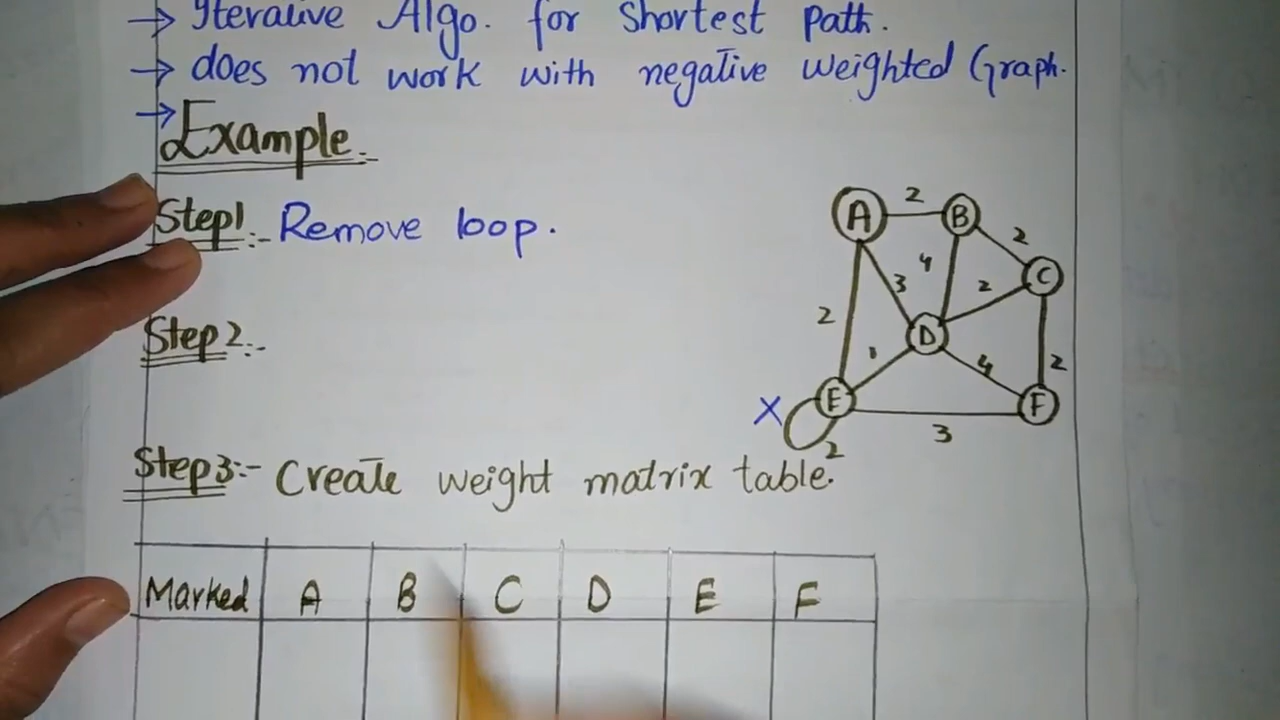 → Iterative Algo. for Shortest Path.
→ does not work with negative weighted Graph.
→
Example:-
Step1:- Remove loop.
Step2:-
Step3:- Create weight matrix table.
A 2 B
2
4 C
3 2
2 D
1 4 2
X E F
2 3
Marked A B C D E F